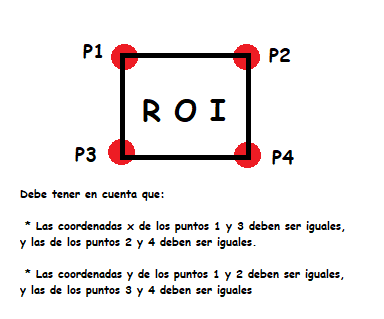 P1 P2
R O I
P3 P4
Debe tener en cuenta que:
* Las coordenadas x de los puntos 1 y 3 deben ser iguales,
y las de los puntos 2 y 4 deben ser iguales.
* Las coordenadas y de los puntos 1 y 2 deben ser iguales,
y las de los puntos 3 y 4 deben ser iguales